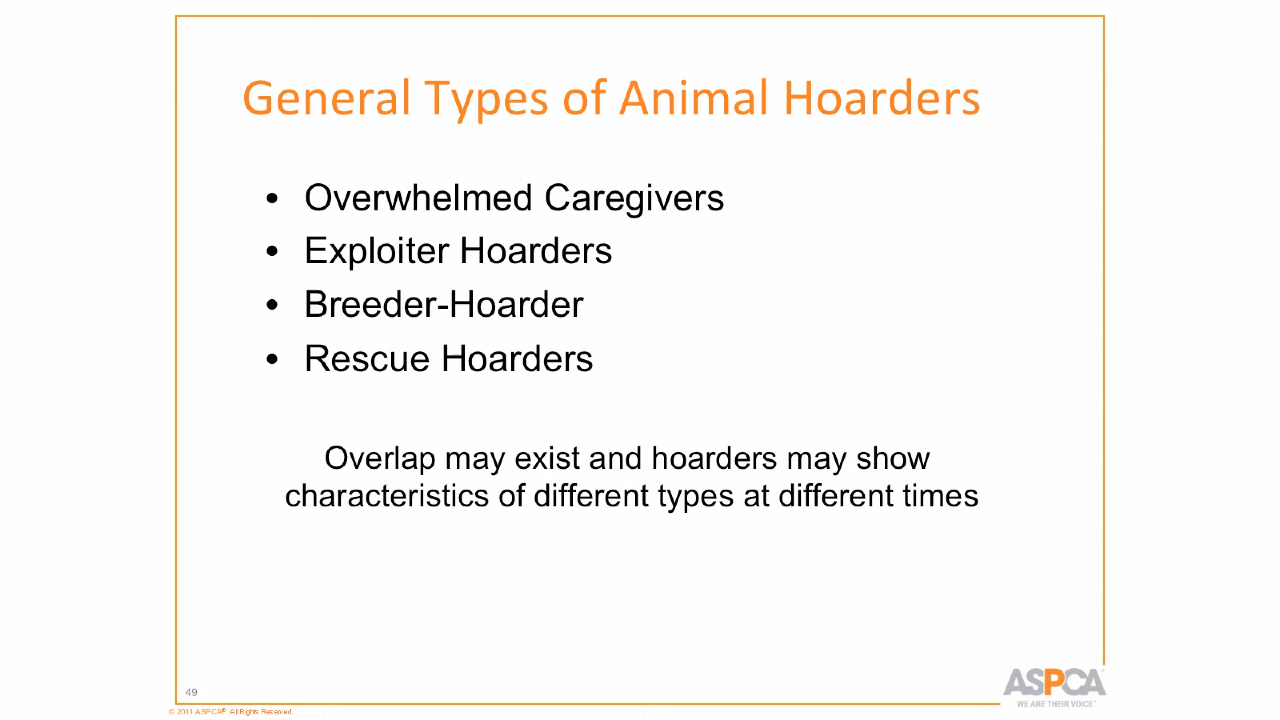 General Types of Animal Hoarders
• Overwhelmed Caregivers
• Exploiter Hoarders
• Breeder-Hoarder
• Rescue Hoarders
Overlap may exist and hoarders may show
characteristics of different types at different times
49
© 2011 ASPCA®. All Rights Reserved.
ASPCA
WE ARE THEIR VOICE™